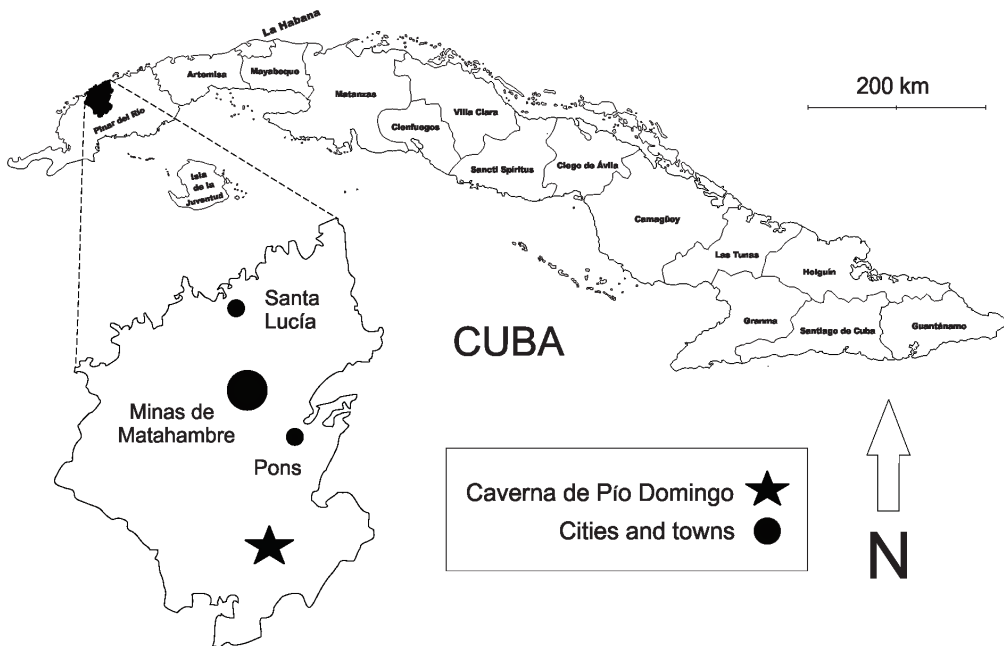 La Habana
Artemisa
Mayabeque
Pinar del Río
Matanzas
Villa Clara
Cienfuegos
Sancti Spíritus
Ciego de Ávila
Isla
de la
Juventud
Camagüey
Las Tunas
Holguín
Granma
Santiago de Cuba
Guantánamo
200 km
Santa
Lucía
CUBA
Minas de
Matahambre
Pons
Caverna de Pío Domingo
Cities and towns
N